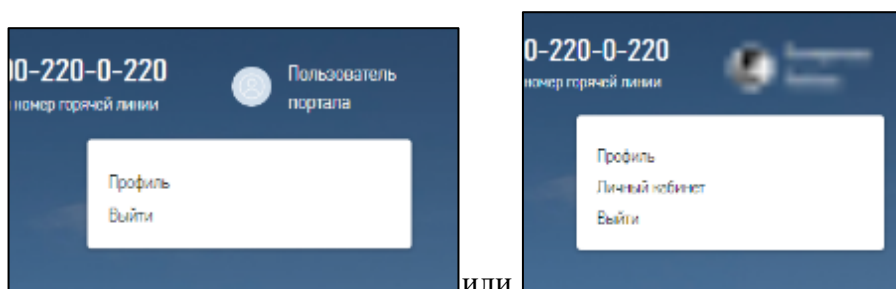 00-220-0-220
номер горячей линии
Пользователь
портала
Профиль
Выйти
или
0-220-0-220
номер горячей линии
Профиль
Личный кабинет
Выйти